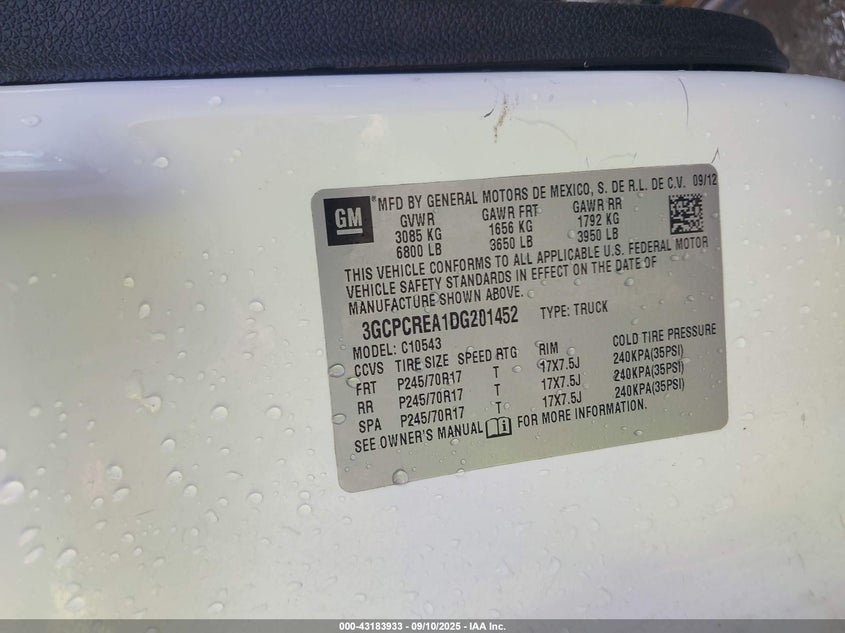 GM
® MFD BY GENERAL MOTORS DE MEXICO, S. DE R.L. DE C.V. 09/12
GVWR GAWR FRT GAWR RR
3085 KG 1656 KG 1792 KG
6800 LB 3650 LB 3950 LB
THIS VEHICLE CONFORMS TO ALL APPLICABLE U.S. FEDERAL MOTOR
VEHICLE SAFETY STANDARDS IN EFFECT ON THE DATE OF
MANUFACTURE SHOWN ABOVE.
3GCPCREA1DG201452 TYPE: TRUCK
MODEL: C10543
CCVS TIRE SIZE SPEED RTG RIM COLD TIRE PRESSURE
FRT P245/70R17 T 17X7.5J 240KPA(35PSI)
RR P245/70R17 T 17X7.5J 240KPA(35PSI)
SPA P245/70R17 T 17X7.5J 240KPA(35PSI)
SEE OWNER'S MANUAL FOR MORE INFORMATION.
000-43183933 - 09/10/2025 - IAA Inc.